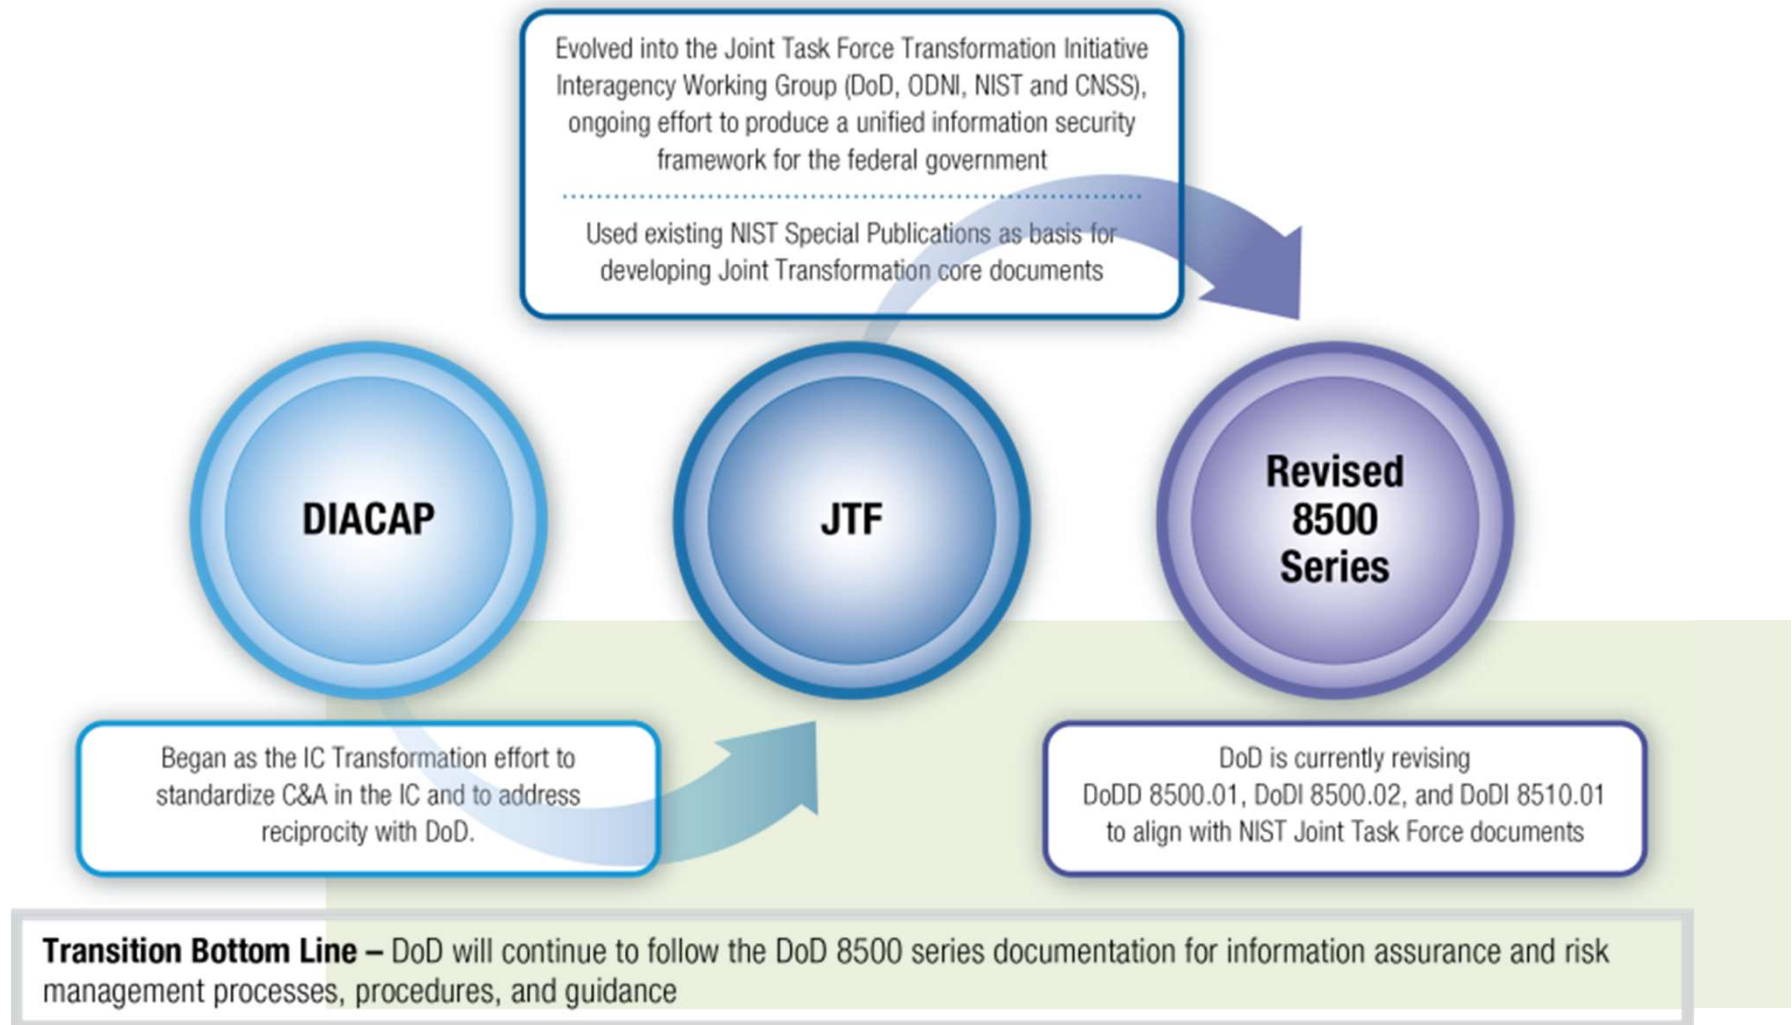 Evolved into the Joint Task Force Transformation Initiative
Interagency Working Group (DoD, ODNI, NIST and CNSS),
ongoing effort to produce a unified information security
framework for the federal government
Used existing NIST Special Publications as basis for
developing Joint Transformation core documents
DIACAP
JTF
Revised
8500
Series
Began as the IC Transformation effort to
standardize C&A in the IC and to address
reciprocity with DoD.
DoD is currently revising
DoDD 8500.01, DoDI 8500.02, and DoDI 8510.01
to align with NIST Joint Task Force documents
Transition Bottom Line – DoD will continue to follow the DoD 8500 series documentation for information assurance and risk
management processes, procedures, and guidance